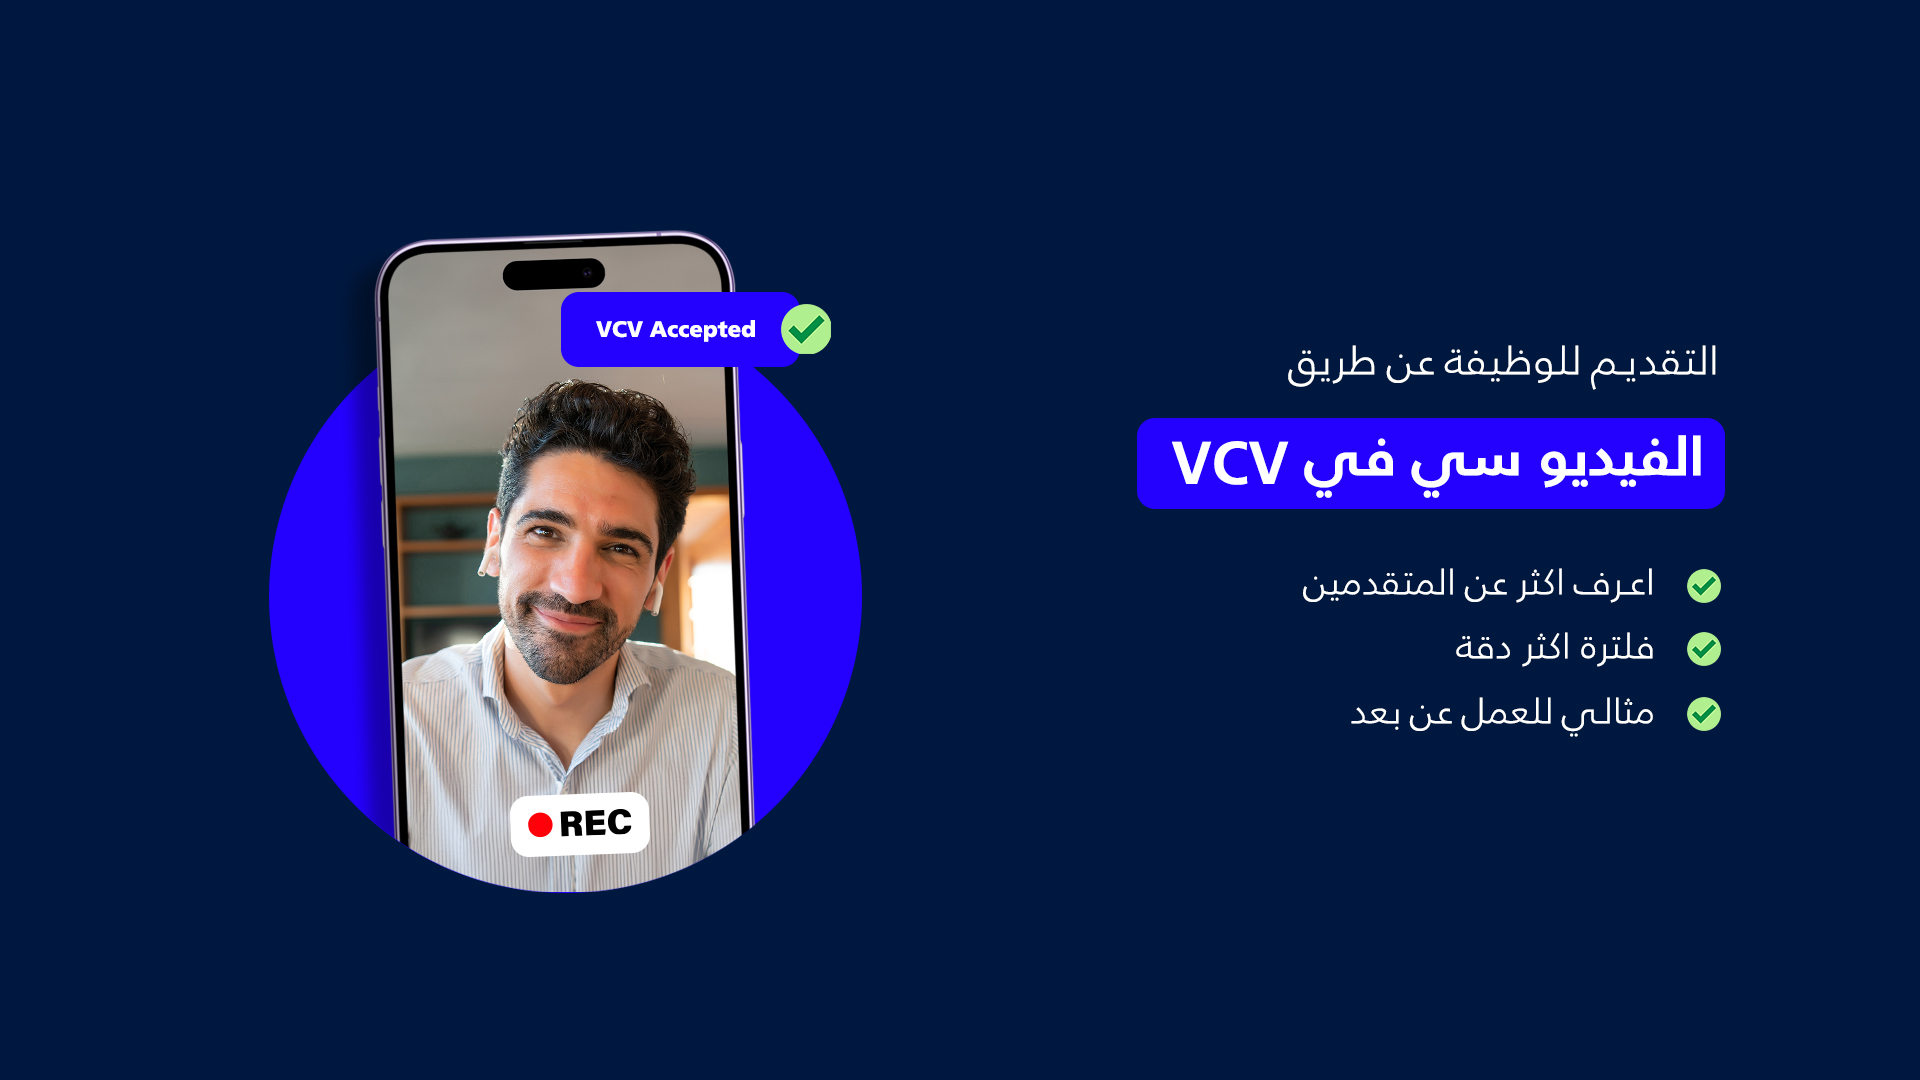 التقديم للوظيفة عن طريق
الفيديو سي في VCV
اعرف اكثر عن المتقدمين
فلترة اكثر دقة
مثالي للعمل عن بعد
VCV Accepted
REC